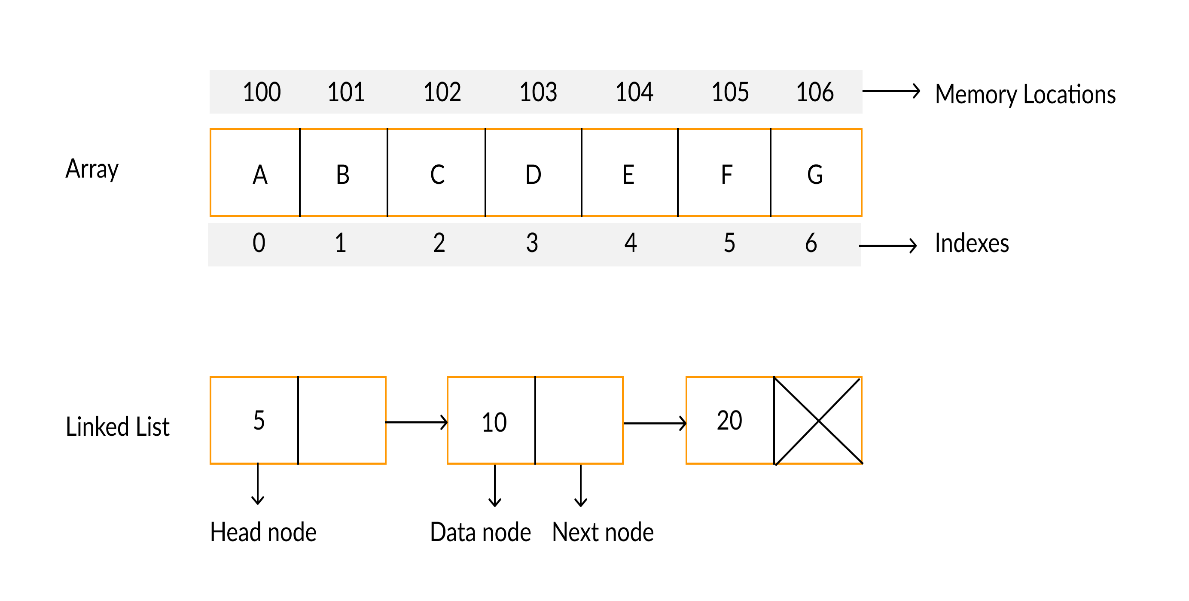 100 101 102 103 104 105 106 Memory Locations
Array A B C D E F G
0 1 2 3 4 5 6 Indexes
Linked List 5 10 20
Head node Data node Next node